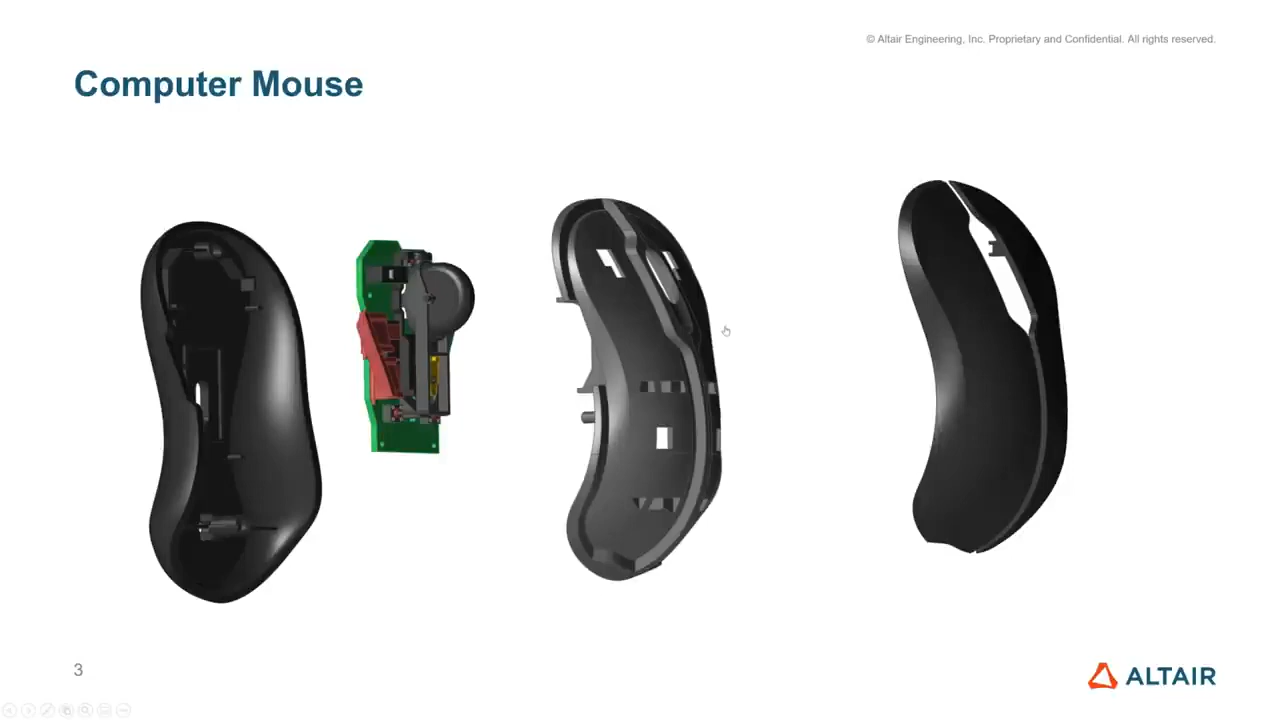 © Altair Engineering, Inc. Proprietary and Confidential. All rights reserved.
Computer Mouse
3
ALTAIR